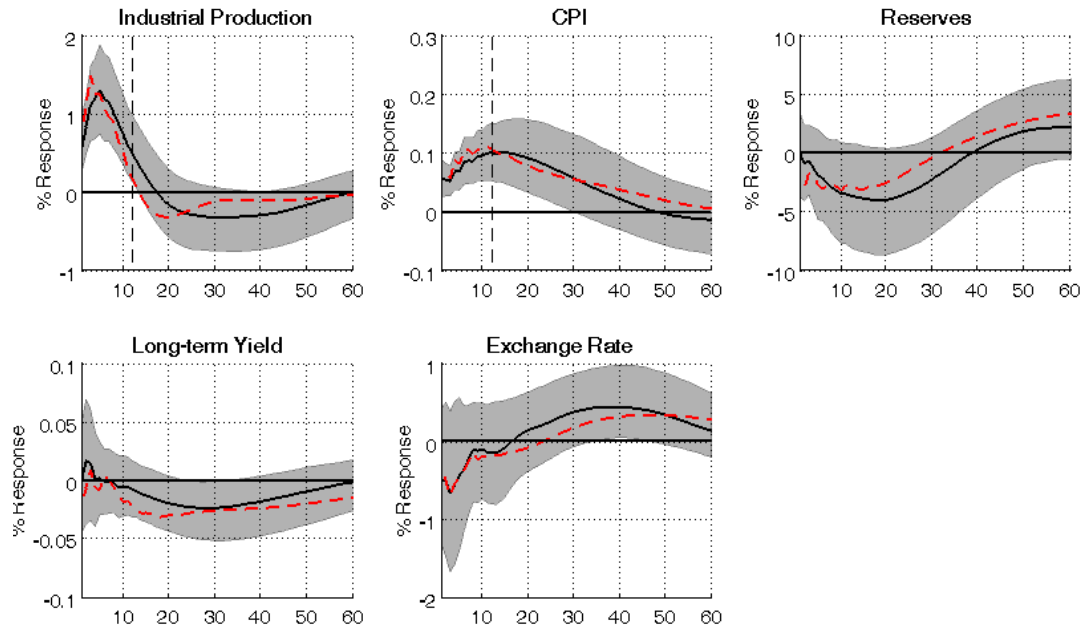 Industrial Production
% Response
2
1
0
-1
10 20 30 40 50 60
CPI
% Response
0.3
0.2
0.1
0
-0.1
10 20 30 40 50 60
Reserves
% Response
10
5
0
-5
-10
10 20 30 40 50 60
Long-term Yield
% Response
0.1
0.05
0
-0.05
-0.1
10 20 30 40 50 60
Exchange Rate
% Response
1
0
-1
-2
10 20 30 40 50 60